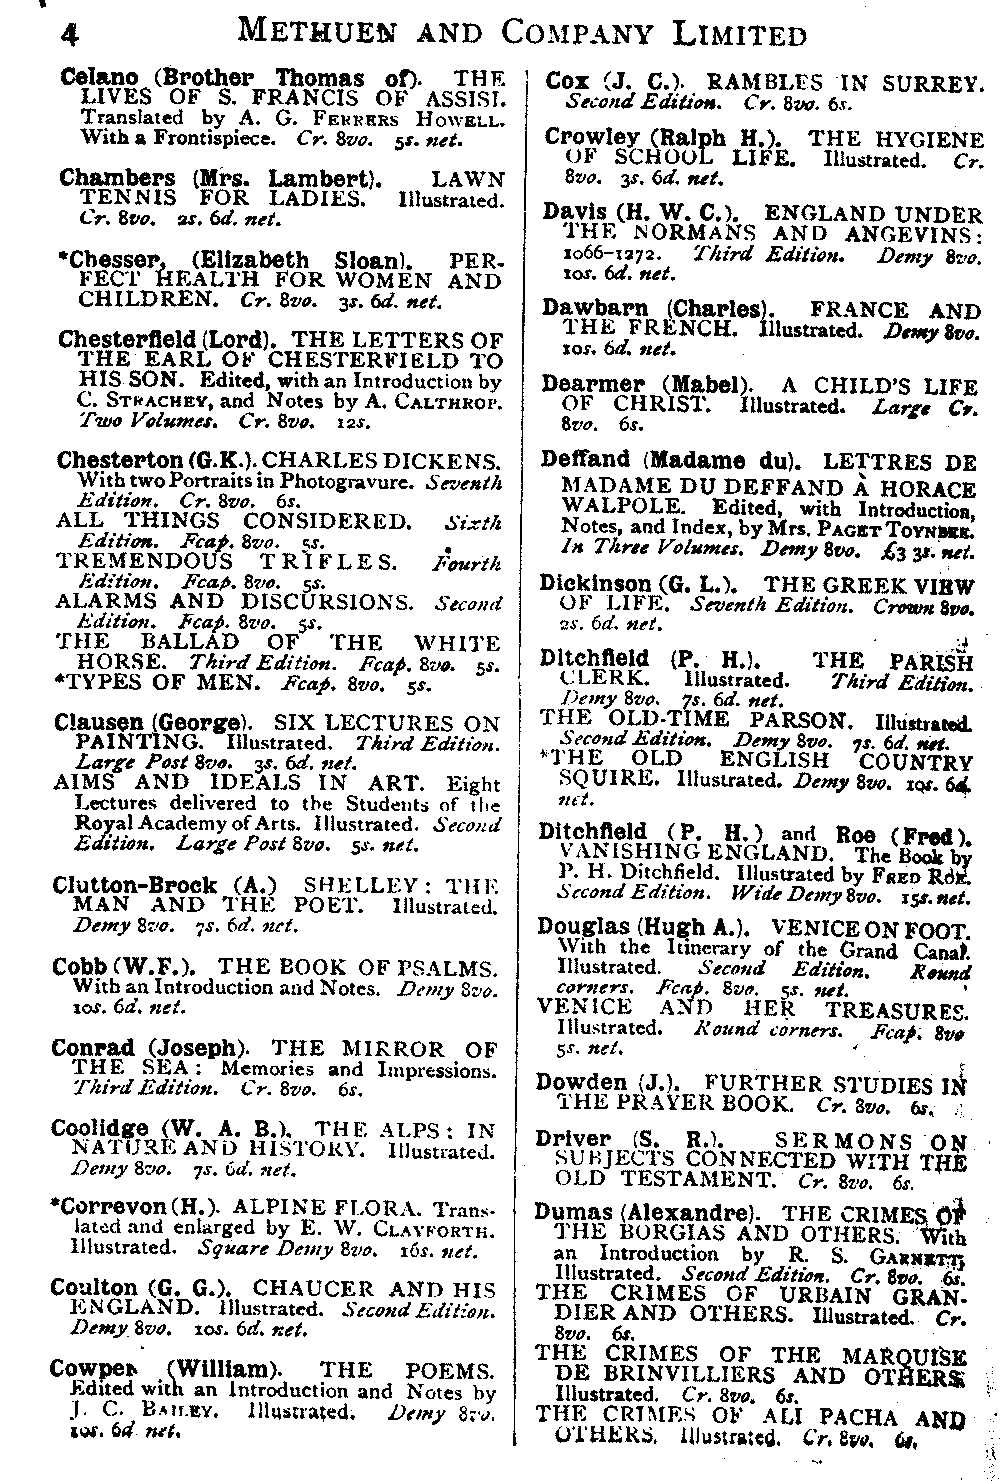 4 METHUEN AND COMPANY LIMITED
Celano (Brother Thomas of). THE
LIVES OF S. FRANCIS OF ASSISI.
Translated by A. G. FERRERS HOWELL.
With a Frontispiece. Cr. 8vo. 5s. net.
Chambers (Mrs. Lambert). LAWN
TENNIS FOR LADIES. Illustrated.
Cr. 8vo. 2s. 6d. net.
*Chesser, (Elizabeth Sloan). PER-
FECT HEALTH FOR WOMEN AND
CHILDREN. Cr. 8vo. 3s. 6d. net.
Chesterfield (Lord). THE LETTERS OF
THE EARL OF CHESTERFIELD TO
HIS SON. Edited, with an Introduction by
C. STRACHEY, and Notes by A. CALTHROP.
Two Volumes. Cr. 8vo. 12s.
Chesterton (G.K.). CHARLES DICKENS.
With two Portraits in Photogravure. Seventh
Edition. Cr. 8vo. 6s.
ALL THINGS CONSIDERED. Sixth
Edition. Fcap. 8vo. 5s.
TREMENDOUS TRIFLES. Fourth
Edition. Fcap. 8vo. 5s.
ALARMS AND DISCURSIONS. Second
Edition. Fcap. 8vo. 5s.
THE BALLAD OF THE WHITE
HORSE. Third Edition. Fcap. 8vo. 5s.
*TYPES OF MEN. Fcap. 8vo. 5s.
Clausen (George). SIX LECTURES ON
PAINTING. Illustrated. Third Edition.
Large Post 8vo. 3s. 6d. net.
AIMS AND IDEALS IN ART. Eight
Lectures delivered to the Students of the
Royal Academy of Arts. Illustrated. Second
Edition. Large Post 8vo. 5s. net.
Clutton-Brock (A.) SHELLEY: THE
MAN AND THE POET. Illustrated.
Demy 8vo. 7s. 6d. net.
Cobb (W.F.). THE BOOK OF PSALMS.
With an Introduction and Notes. Demy 8vo.
10s. 6d. net.
Conrad (Joseph). THE MIRROR OF
THE SEA: Memories and Impressions.
Third Edition. Cr. 8vo. 6s.
Coolidge (W. A. B.). THE ALPS: IN
NATURE AND HISTORY. Illustrated.
Demy 8vo. 7s. 6d. net.
*Correvon (H.). ALPINE FLORA. Trans-
lated and enlarged by E. W. CLAYFORTH.
Illustrated. Square Demy 8vo. 16s. net.
Coulton (G. G.). CHAUCER AND HIS
ENGLAND. Illustrated. Second Edition.
Demy 8vo. 10s. 6d. net.
Cowper (William). THE POEMS.
Edited with an Introduction and Notes by
J. C. BAILEY. Illustrated. Demy 8vo.
10s. 6d net.
Cox (J. C.). RAMBLES IN SURREY.
Second Edition. Cr. 8vo. 6s.
Crowley (Ralph H.). THE HYGIENE
OF SCHOOL LIFE. Illustrated. Cr.
8vo. 3s. 6d. net.
Davis (H. W. C.). ENGLAND UNDER
THE NORMANS AND ANGEVINS:
1066-1272. Third Edition. Demy 8vo.
10s. 6d. net.
Dawbarn (Charles). FRANCE AND
THE FRENCH. Illustrated. Demy 8vo.
10s. 6d. net.
Dearmer (Mabel). A CHILD'S LIFE
OF CHRIST. Illustrated. Large Cr.
8vo. 6s.
Deffand (Madame du). LETTRES DE
MADAME DU DEFFAND À HORACE
WALPOLE. Edited, with Introduction,
Notes, and Index, by Mrs. PAGET TOYNBEE.
In Three Volumes. Demy 8vo. £3 3s. net.
Dickinson (G. L.). THE GREEK VIEW
OF LIFE. Seventh Edition. Crown 8vo.
2s. 6d. net.
Ditchfield (P. H.). THE PARISH
CLERK. Illustrated. Third Edition.
Demy 8vo. 7s. 6d. net.
THE OLD-TIME PARSON. Illustrated.
Second Edition. Demy 8vo. 7s. 6d. net.
*THE OLD ENGLISH COUNTRY
SQUIRE. Illustrated. Demy 8vo. 10s. 6d.
net.
Ditchfield (P. H.) and Roe (Fred).
VANISHING ENGLAND. The Book by
P. H. Ditchfield. Illustrated by FRED ROE.
Second Edition. Wide Demy 8vo. 15s. net.
Douglas (Hugh A.). VENICE ON FOOT.
With the Itinerary of the Grand Canal.
Illustrated. Second Edition. Round
corners. Fcap. 8vo. 5s. net.
VENICE AND HER TREASURES.
Illustrated. Round corners. Fcap. 8vo
5s. net.
Dowden (J.). FURTHER STUDIES IN
THE PRAYER BOOK. Cr. 8vo. 6s.
Driver (S. R.). SERMONS ON
SUBJECTS CONNECTED WITH THE
OLD TESTAMENT. Cr. 8vo. 6s.
Dumas (Alexandre). THE CRIMES OF
THE BORGIAS AND OTHERS. With
an Introduction by R. S. GARNETT.
Illustrated. Second Edition. Cr. 8vo. 6s.
THE CRIMES OF URBAIN GRAN-
DIER AND OTHERS. Illustrated. Cr.
8vo. 6s.
THE CRIMES OF THE MARQUISE
DE BRINVILLIERS AND OTHERS
Illustrated. Cr. 8vo. 6s.
THE CRIMES OF ALI PACHA AND
OTHERS. Illustrated. Cr. 8vo. 6s.